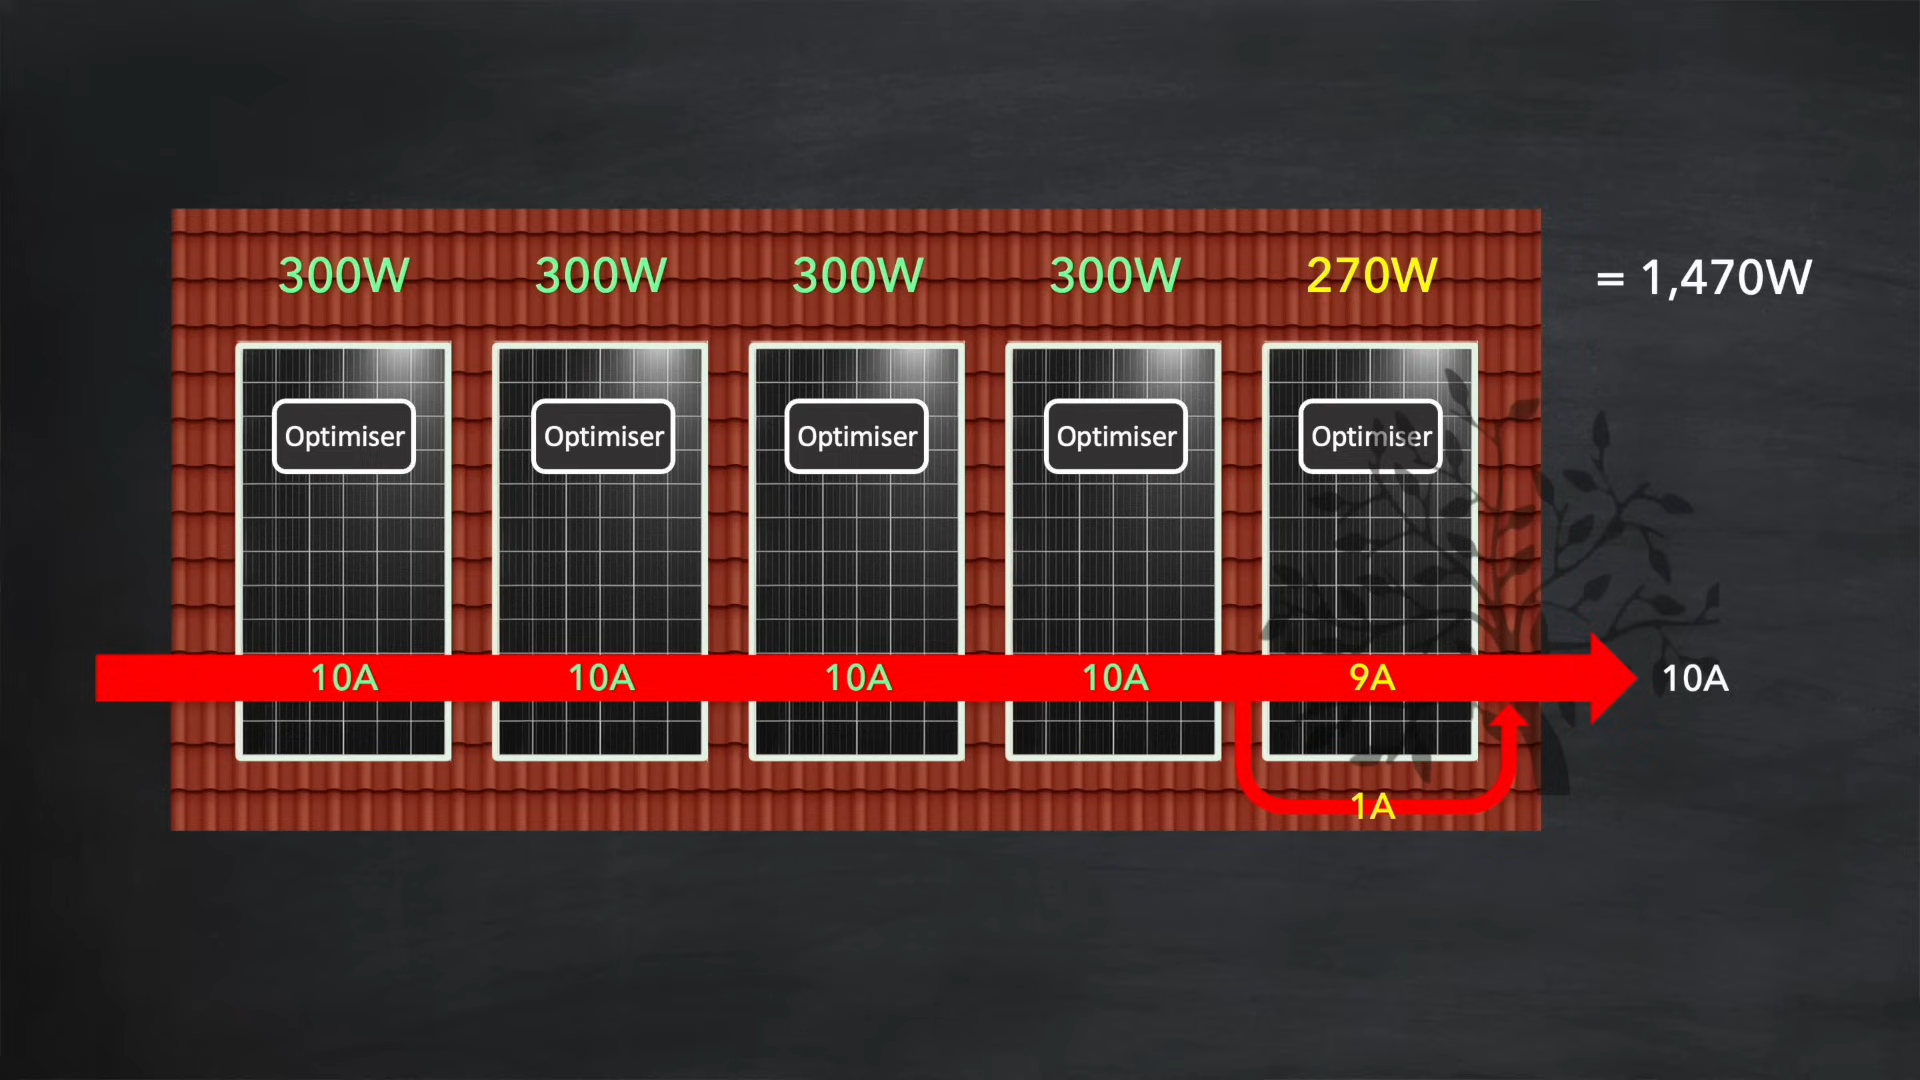 300W 300W 300W 300W 270W = 1,470W
Optimiser Optimiser Optimiser Optimiser Optimiser
10A 10A 10A 10A 9A 10A
1A